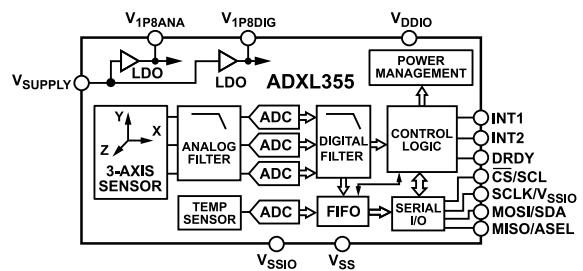 V1P8ANA
V1P8DIG
VDDIO
VSUPPLY
LDO
LDO
ADXL355
POWER
MANAGEMENT
Y
X
Z
3-AXIS
SENSOR
ANALOG
FILTER
ADC
ADC
ADC
DIGITAL
FILTER
CONTROL
LOGIC
INT1
INT2
DRDY
TEMP
SENSOR
ADC
FIFO
SERIAL
I/O
C̅S̅/SCL
SCLK/VSSIO
MOSI/SDA
MISO/ASEL
VSSIO
VSS